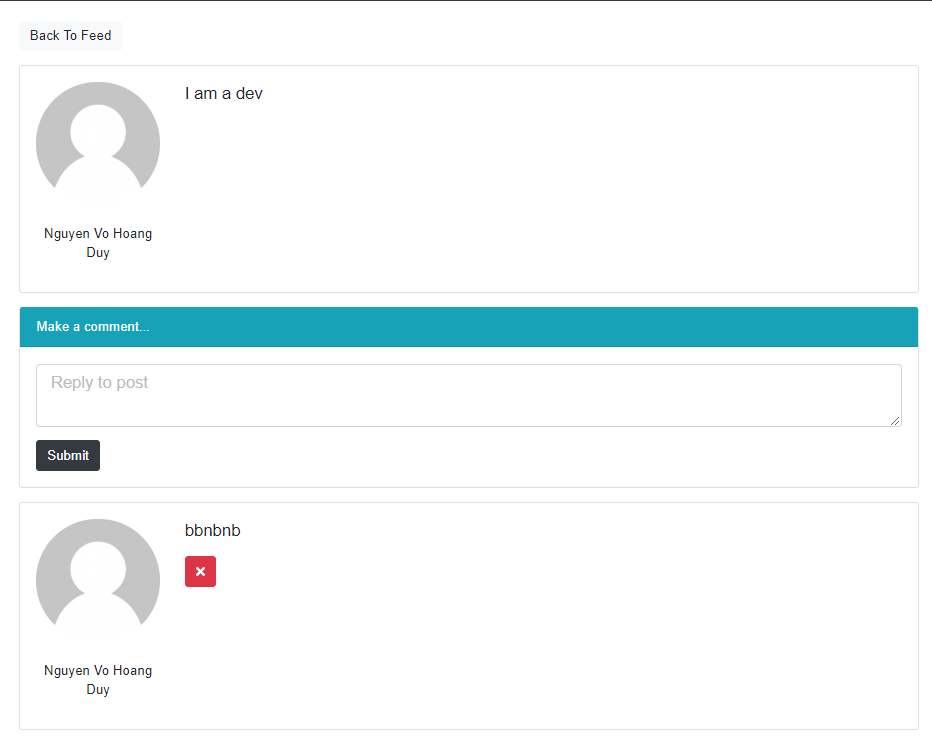 Back To Feed
I am a dev
Nguyen Vo Hoang
Duy
Make a comment...
Reply to post
Submit
bbnbnb
Nguyen Vo Hoang
Duy